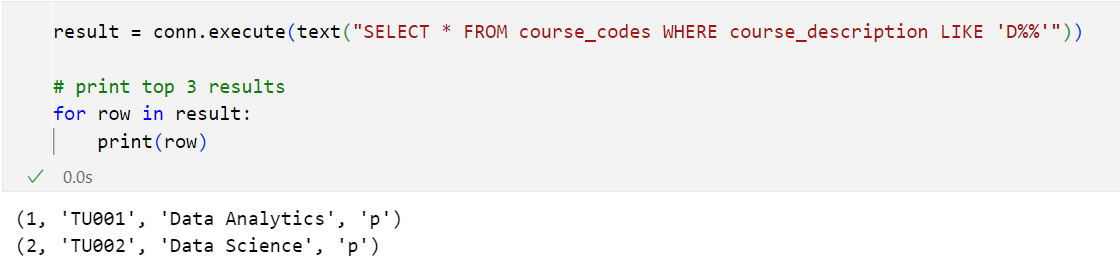 result = conn.execute(text("SELECT * FROM course_codes WHERE course_description LIKE 'D%%'"))
# print top 3 results
for row in result:
    print(row)
0.0s
(1, 'TU001', 'Data Analytics', 'p')
(2, 'TU002', 'Data Science', 'p')